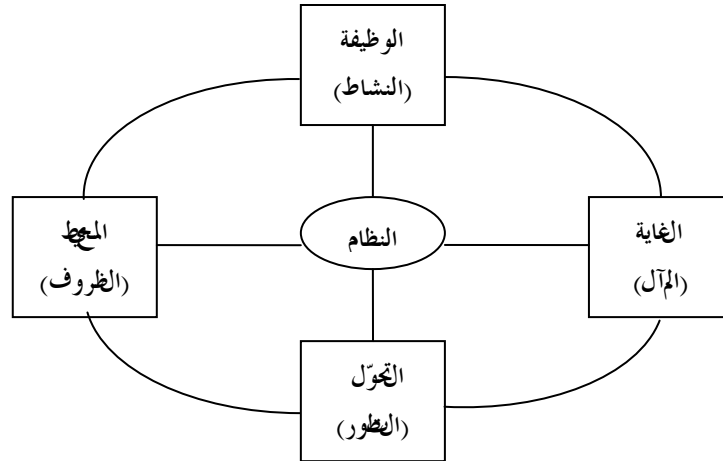 الوظيفة
(النشاط)
الغاية
(المآل)
النظام
المحيط
(الظروف)
التحوّل
(التطور)